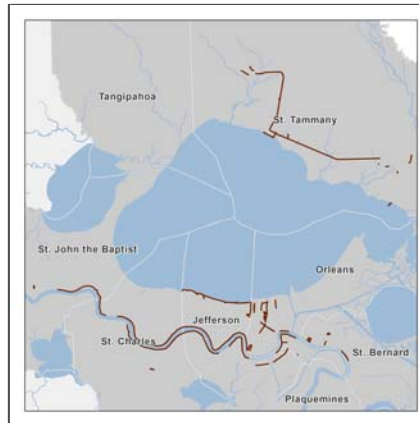 Tangipahoa
St. Tammany
St. John the Baptist
Orleans
Jefferson
St. Charles
St. Bernard
Plaquemines